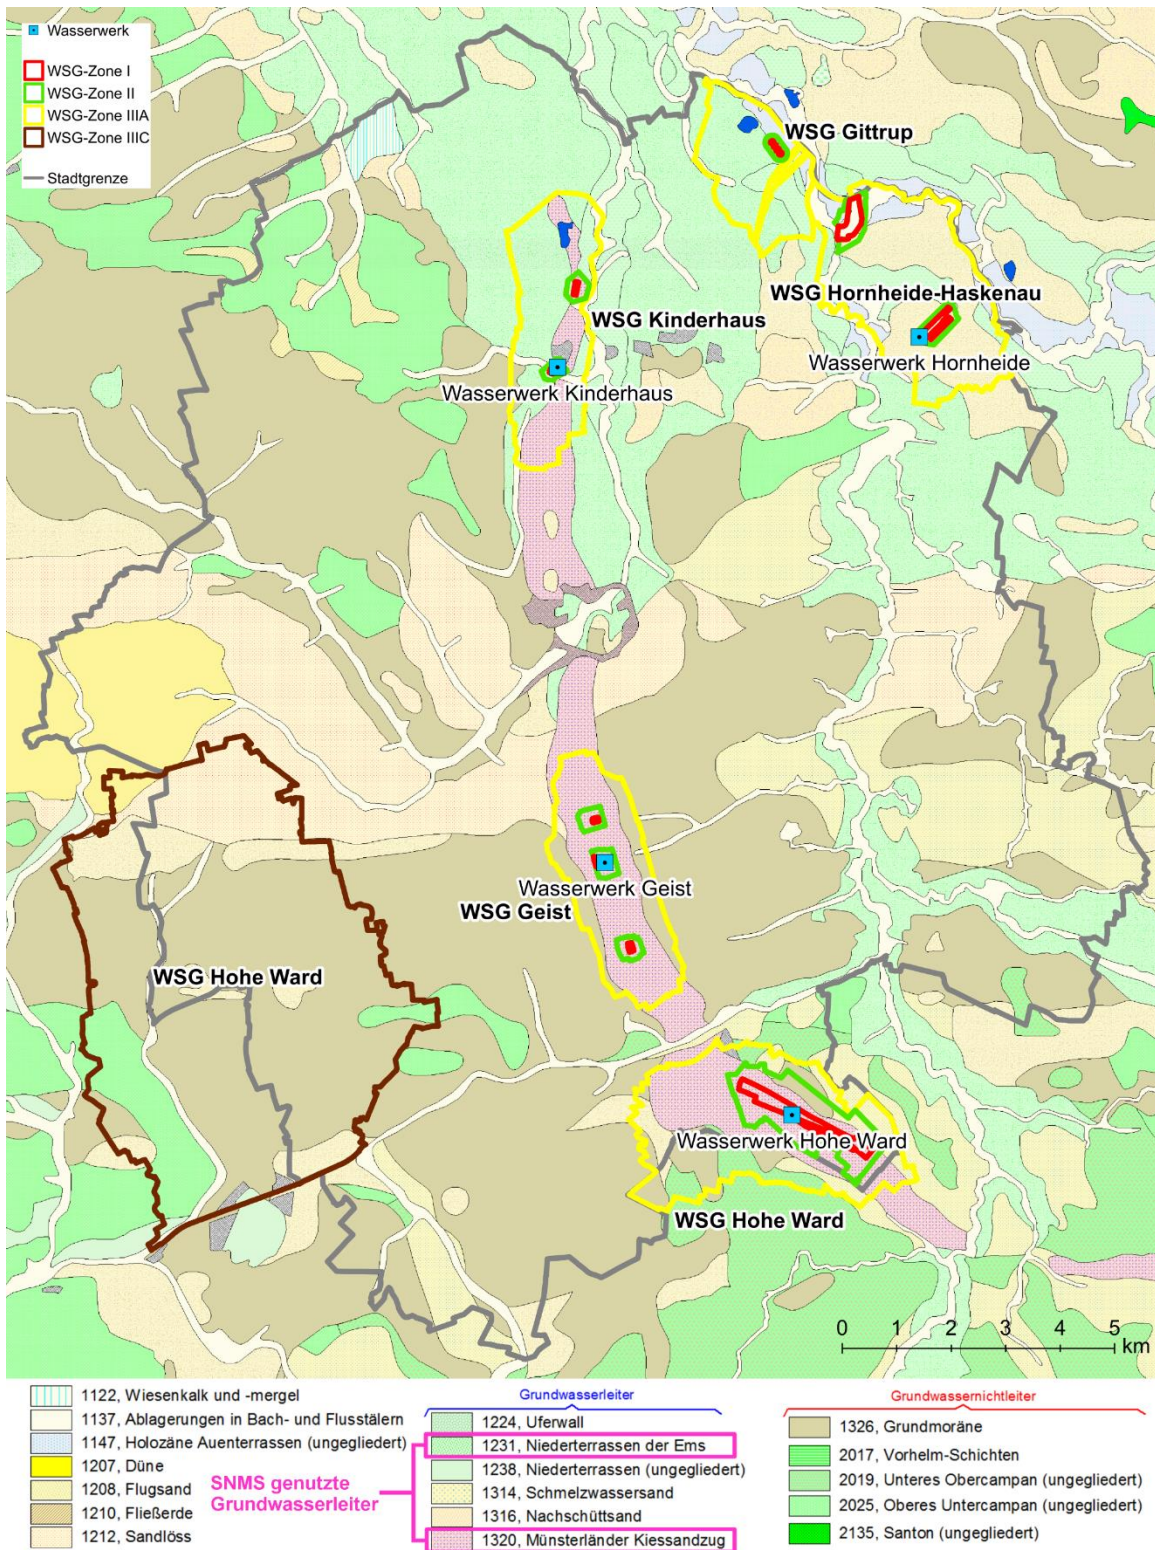 Wasserwerk
WSG-Zone I
WSG-Zone II
WSG-Zone IIIA
WSG-Zone IIIC
Stadtgrenze
WSG Gittrup
WSG Hornheide-Haskenau
WSG Kinderhaus
Wasserwerk Hornheide
Wasserwerk Kinderhaus
Wasserwerk Geist
WSG Geist
WSG Hohe Ward
Wasserwerk Hohe Ward
WSG Hohe Ward
0 1 2 3 4 5
km
1122, Wiesenkalk und -mergel
1137, Ablagerungen in Bach- und Flusstälern
1147, Holozäne Auenterrassen (ungegliedert)
1207, Düne
1208, Flugsand
1210, Fließerde
1212, Sandlöss
SNMS genutzte
Grundwasserleiter
Grundwasserleiter
1224, Uferwall
1231, Niederterrassen der Ems
1238, Niederterrassen (ungegliedert)
1314, Schmelzwassersand
1316, Nachschüttsand
1320, Münsterländer Kiessandzug
Grundwassernichtleiter
1326, Grundmoräne
2017, Vorhelm-Schichten
2019, Unteres Obercampan (ungegliedert)
2025, Oberes Untercampan (ungegliedert)
2135, Santon (ungegliedert)